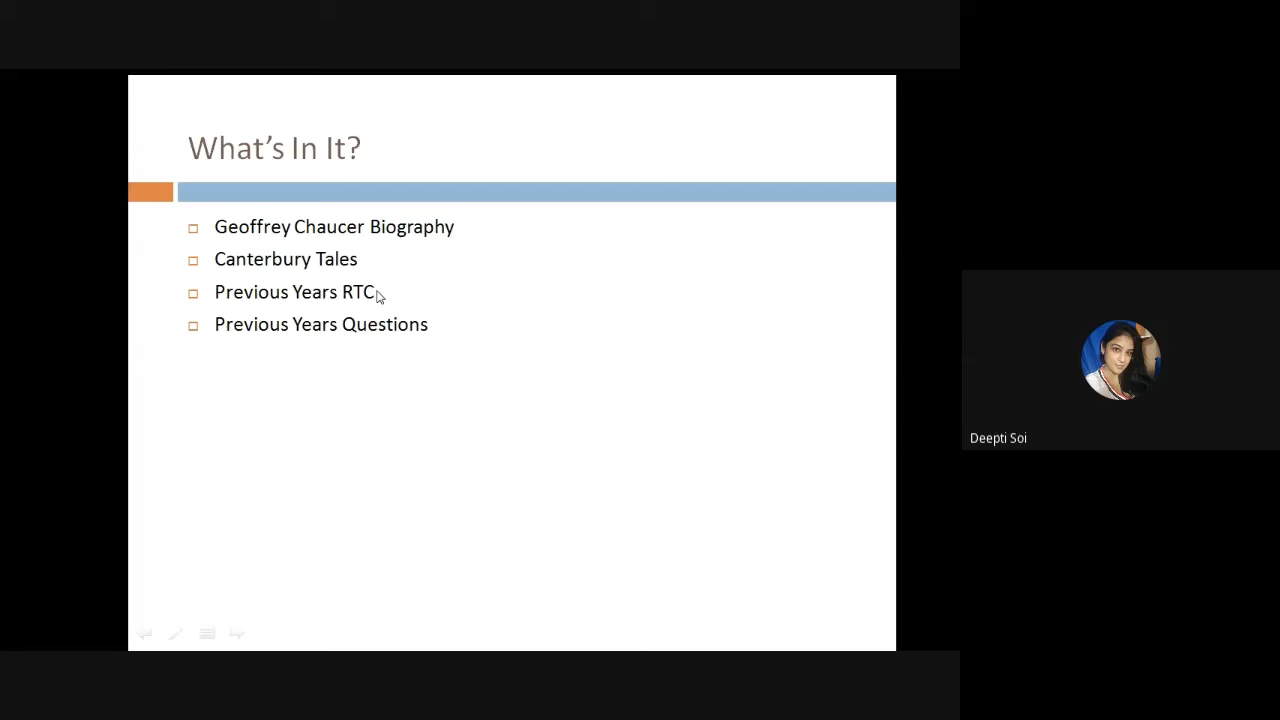 What's In It?
Geoffrey Chaucer Biography
Canterbury Tales
Previous Years RTC
Previous Years Questions
Deepti Soi